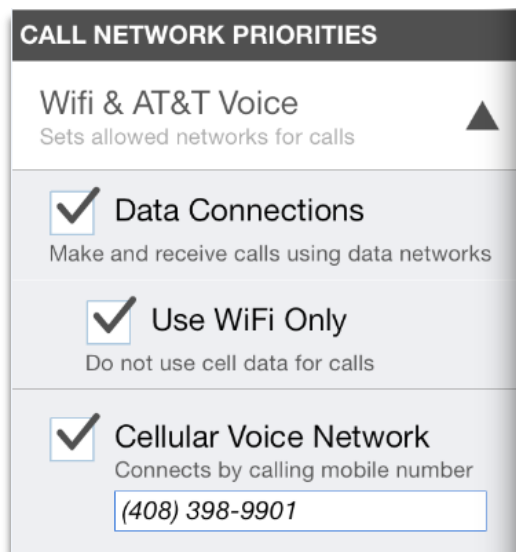 CALL NETWORK PRIORITIES
Wifi & AT&T Voice
Sets allowed networks for calls
Data Connections
Make and receive calls using data networks
Use WiFi Only
Do not use cell data for calls
Cellular Voice Network
Connects by calling mobile number
(408) 398-9901